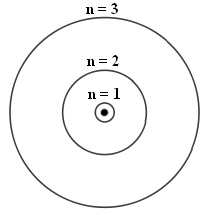 n = 3
n = 2
n = 1